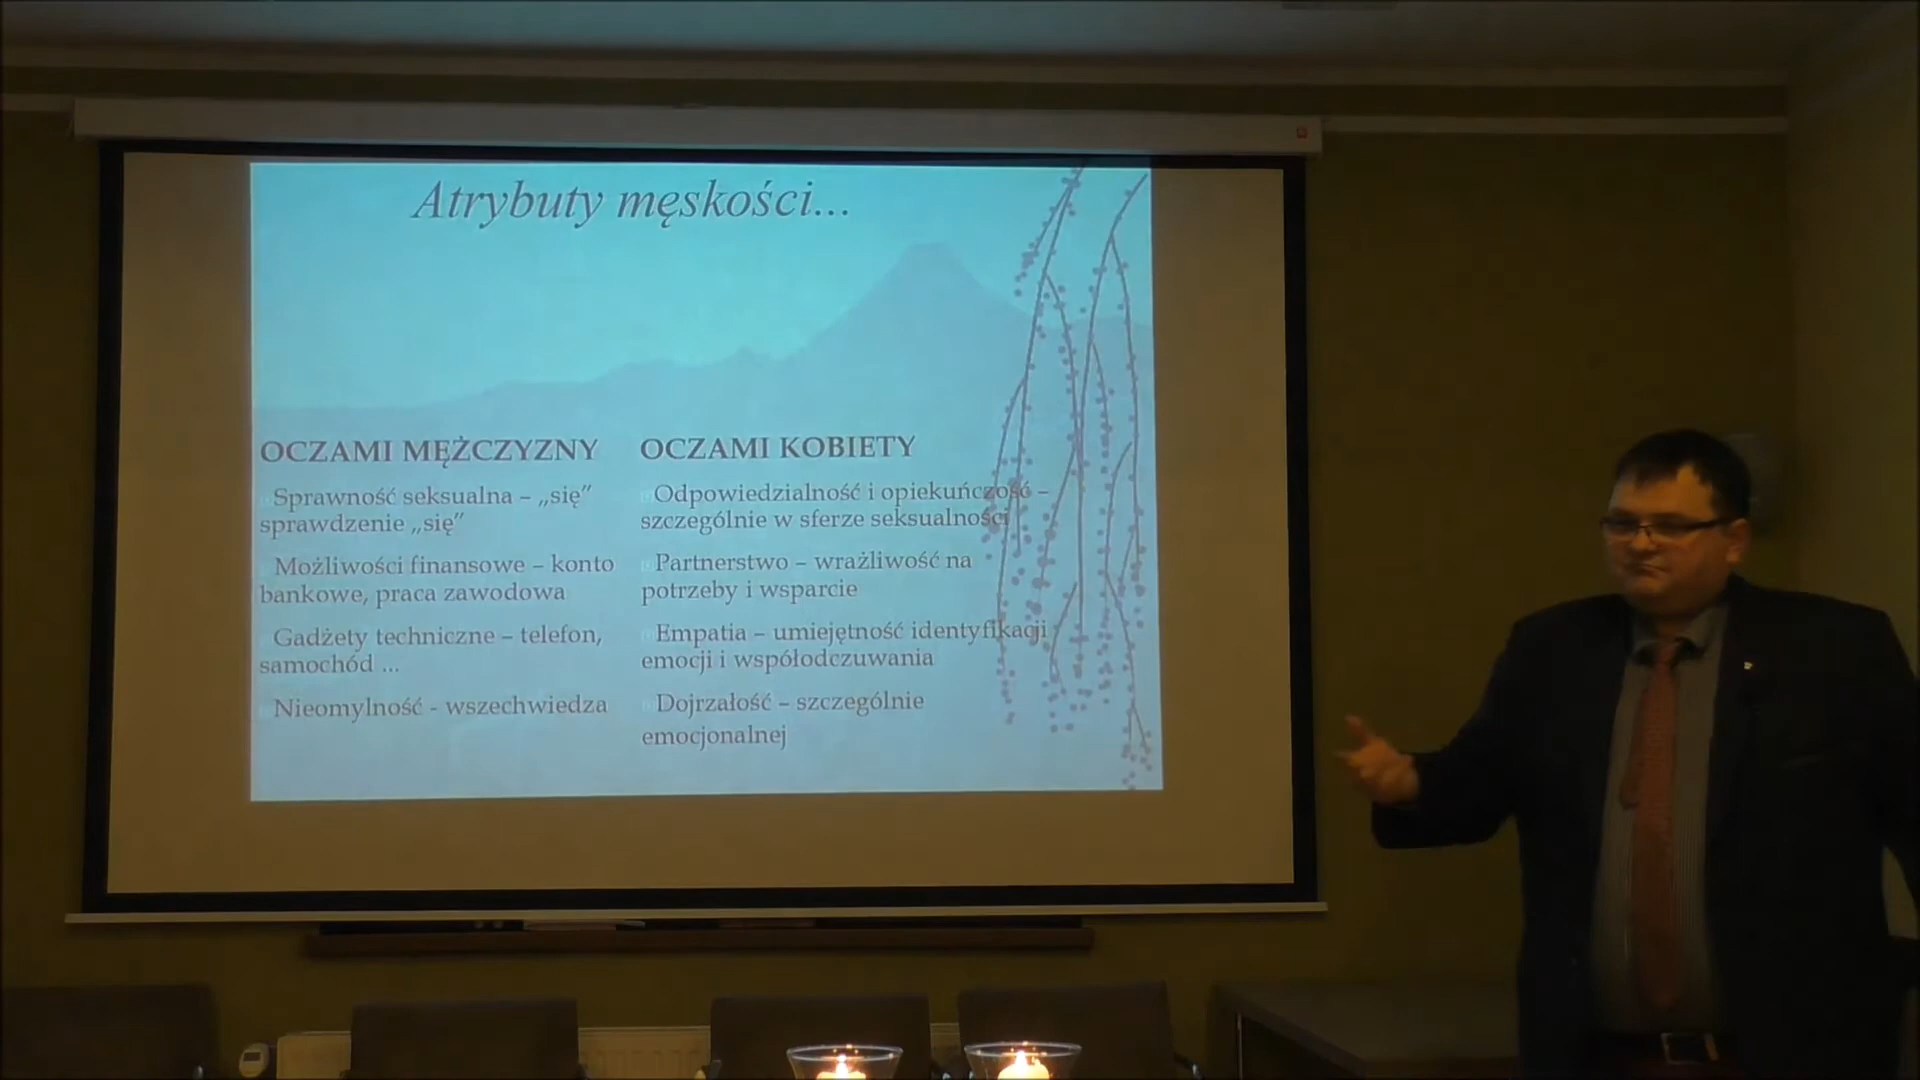 Atrybuty męskości...
OCZAMI MĘŻCZYZNY
Sprawność seksualna – „się”
sprawdzenie „się”
Możliwości finansowe – konto
bankowe, praca zawodowa
Gadżety techniczne – telefon,
samochód ...
Nieomylność - wszechwiedza
OCZAMI KOBIETY
Odpowiedzialność i opiekuńczość –
szczególnie w sferze seksualności
Partnerstwo – wrażliwość na
potrzeby i wsparcie
Empatia – umiejętność identyfikacji
emocji i współodczuwania
Dojrzałość – szczególnie
emocjonalnej